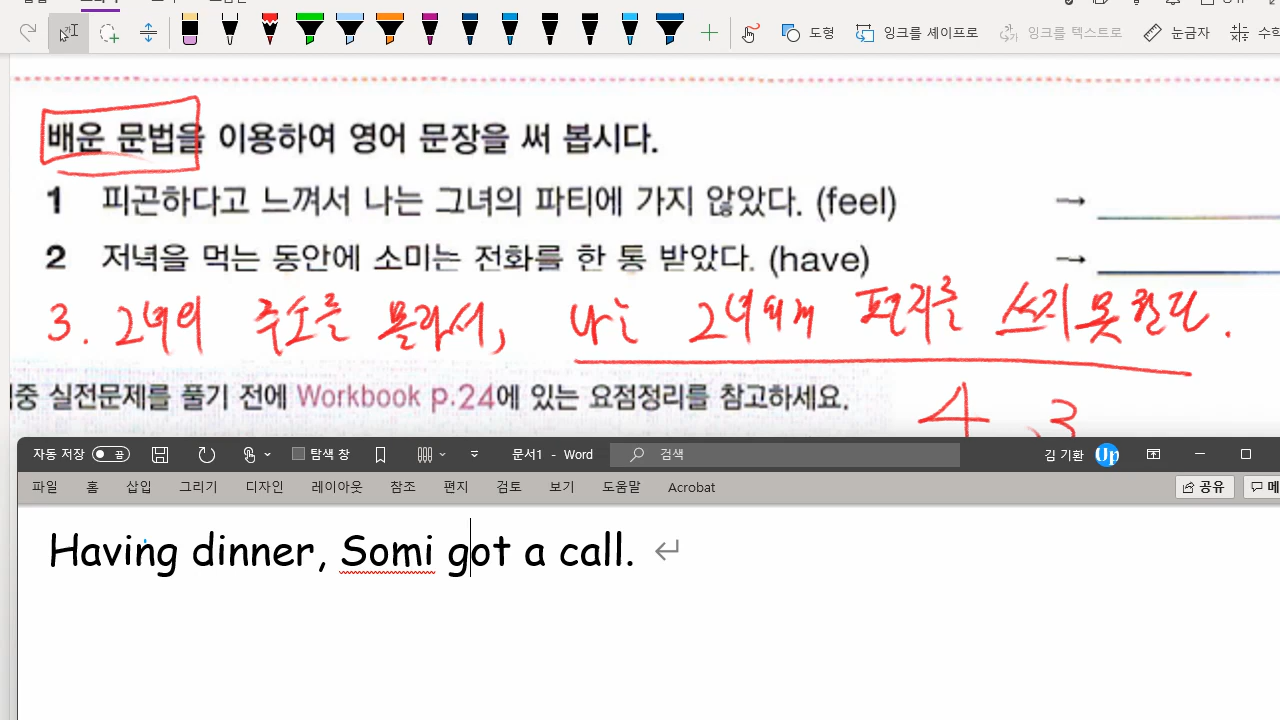 도형 잉크를 셰이프로 잉크를 텍스트로 눈금자
배운 문법을 이용하여 영어 문장을 써 봅시다.
1 피곤하다고 느껴서 나는 그녀의 파티에 가지 않았다. (feel) →
2 저녁을 먹는 동안에 소미는 전화를 한 통 받았다. (have) →
3. 그녀의 주소를 몰라서, 나는 그녀에게 편지를 쓰지 못 했다.
중 실전문제를 풀기 전에 Workbook p.24에 있는 요점정리를 참고하세요.
4 3
자동 저장 끔 탐색 창 문서1 - Word 검색 김 기환 Up
파일 홈 삽입 그리기 디자인 레이아웃 참조 편지 검토 보기 도움말 Acrobat 공유
Having dinner, Somi got a call.